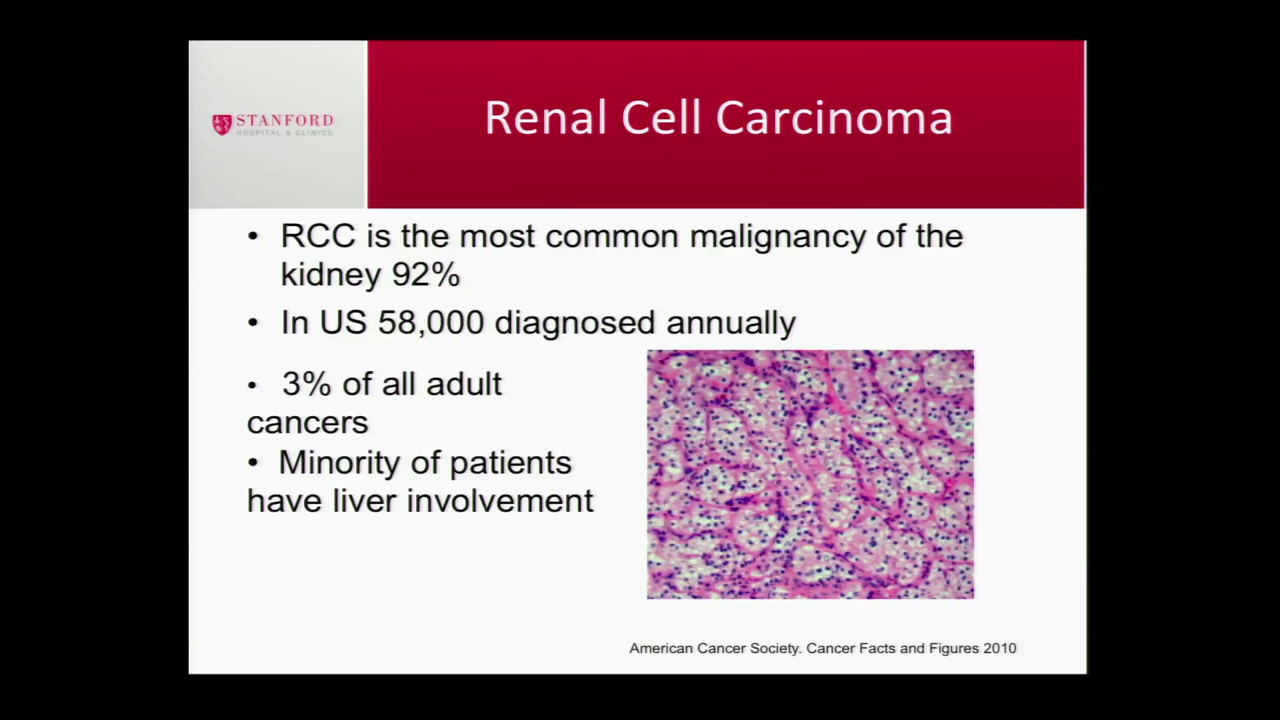 STANFORD
HOSPITAL & CLINICS
Renal Cell Carcinoma
• RCC is the most common malignancy of the
kidney 92%
• In US 58,000 diagnosed annually
• 3% of all adult
cancers
• Minority of patients
have liver involvement
American Cancer Society. Cancer Facts and Figures 2010